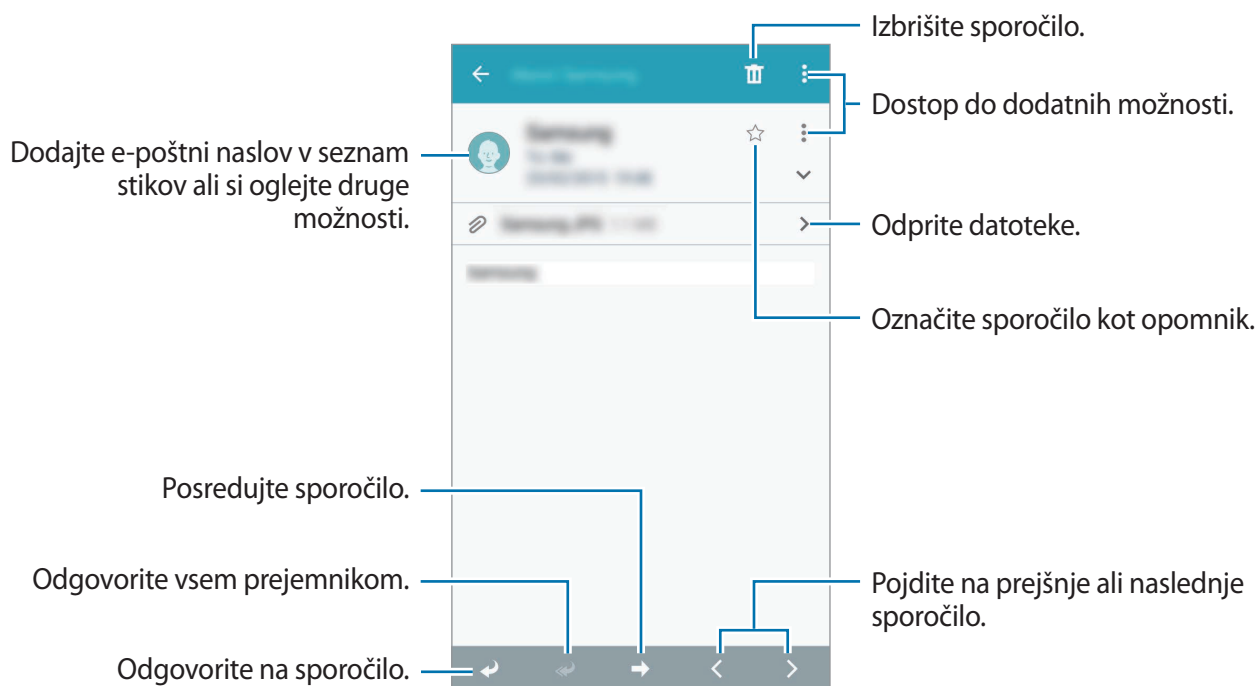 Izbrišite sporočilo.
Dostop do dodatnih možnosti.
Dodajte e-poštni naslov v seznam
stikov ali si oglejte druge
možnosti.
Odprite datoteke.
Označite sporočilo kot opomnik.
Posredujte sporočilo.
Odgovorite vsem prejemnikom.
Pojdite na prejšnje ali naslednje
sporočilo.
Odgovorite na sporočilo.